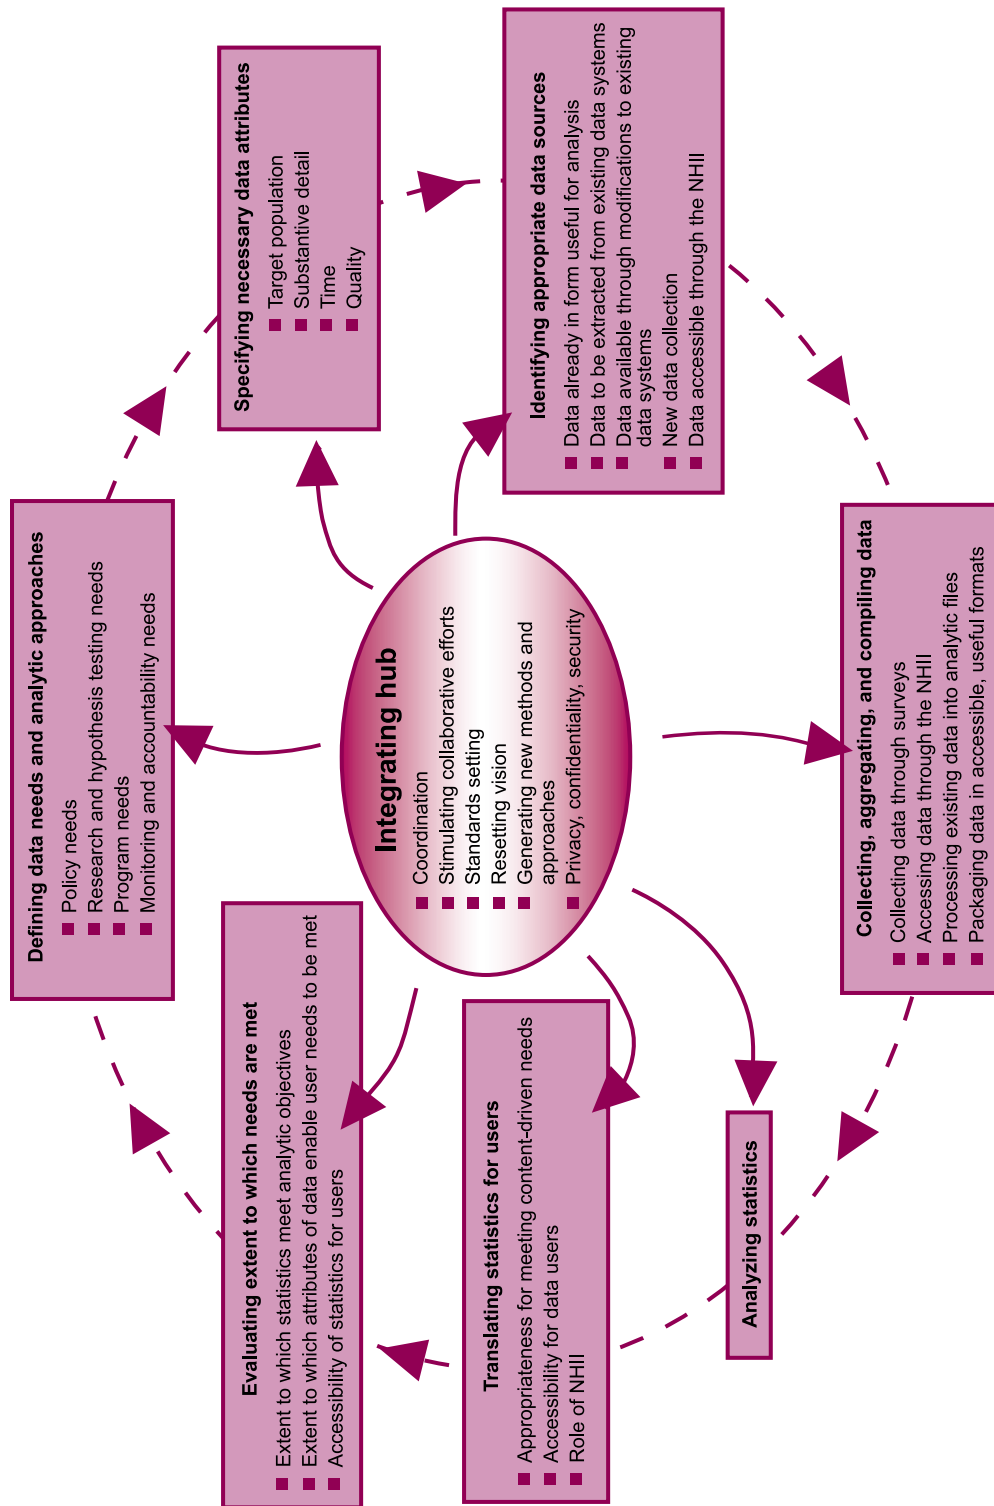 Defining data needs and analytic approaches
Policy needs
Research and hypothesis testing needs
Program needs
Monitoring and accountability needs
Specifying necessary data attributes
Target population
Substantive detail
Time
Quality
Identifying appropriate data sources
Data already in form useful for analysis
Data to be extracted from existing data systems
Data available through modifications to existing
data systems
New data collection
Data accessible through the NHII
Collecting, aggregating, and compiling data
Collecting data through surveys
Accessing data through the NHII
Processing existing data into analytic files
Packaging data in accessible, useful formats
Analyzing statistics
Translating statistics for users
Appropriateness for meeting content-driven needs
Accessibility for data users
Role of NHII
Evaluating extent to which needs are met
Extent to which statistics meet analytic objectives
Extent to which attributes of data enable user needs to be met
Accessibility of statistics for users
Integrating hub
Coordination
Stimulating collaborative efforts
Standards setting
Resetting vision
Generating new methods and
approaches
Privacy, confidentiality, security